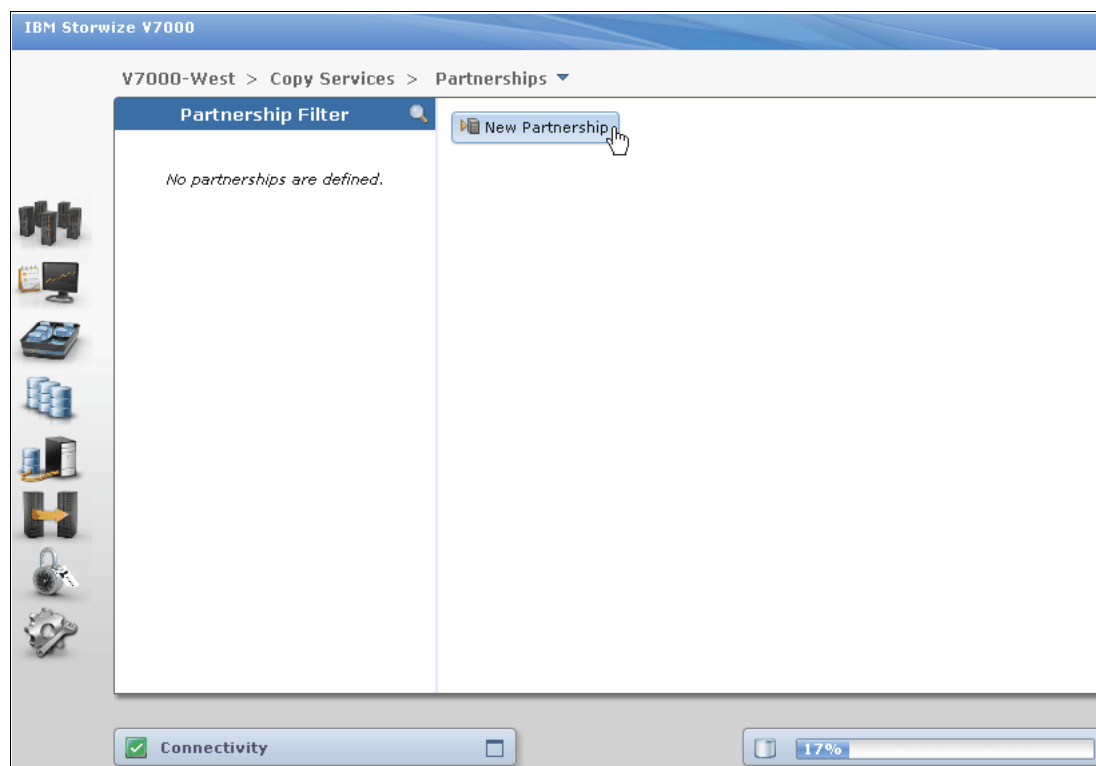 IBM Storwize V7000
V7000-West > Copy Services > Partnerships
Partnership Filter
New Partnership
No partnerships are defined.
Connectivity
17%